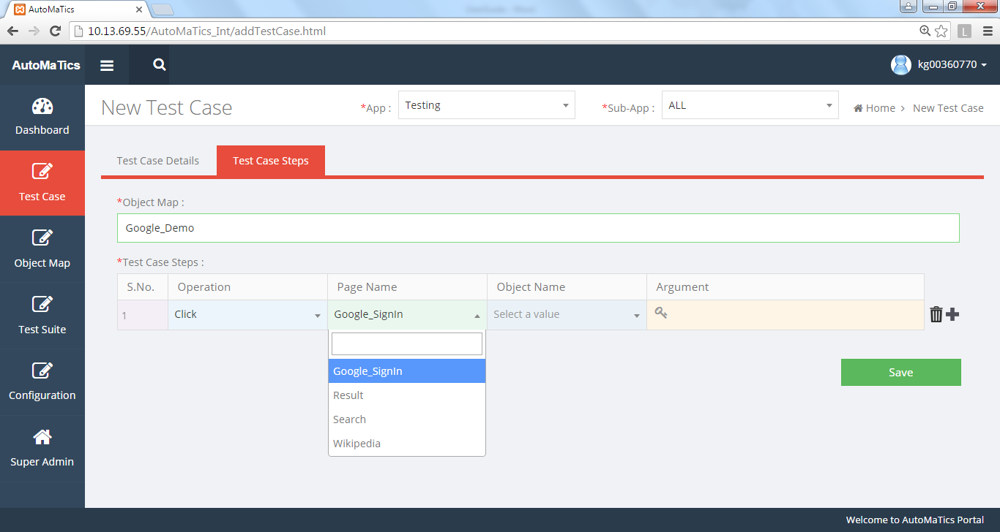 AutoMaTics
10.13.69.55/AutoMaTics_Int/addTestCase.html
L
AutoMaTics
kg00360770
New Test Case
*App :
Testing
*Sub-App :
ALL
Home > New Test Case
Dashboard
Test Case
Object Map
Test Suite
Configuration
Super Admin
Test Case Details
Test Case Steps
*Object Map :
Google_Demo
*Test Case Steps :
S.No. Operation Page Name Object Name Argument
1 Click Google_SignIn Select a value
Google_SignIn
Result
Search
Wikipedia
Save
Welcome to AutoMaTics Portal